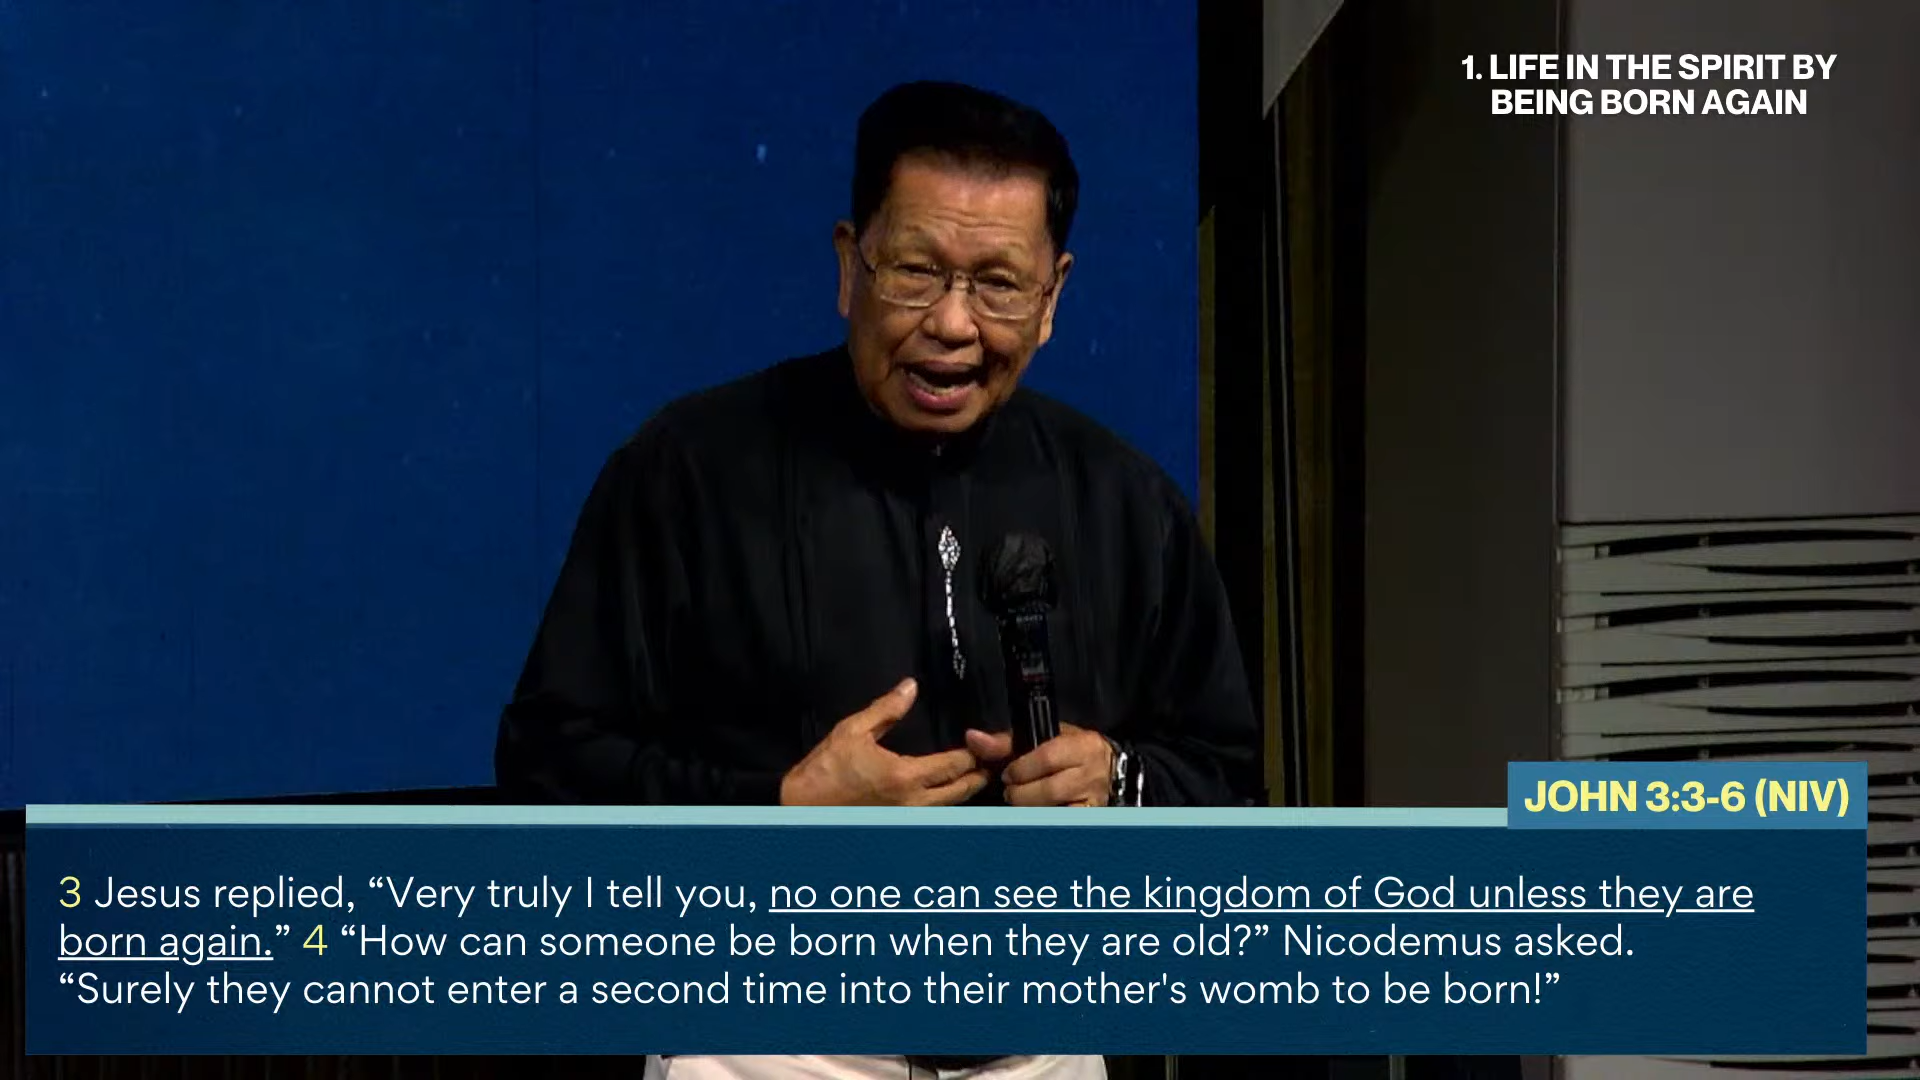 1. LIFE IN THE SPIRIT BY
BEING BORN AGAIN
JOHN 3:3-6 (NIV)
3 Jesus replied, “Very truly I tell you, no one can see the kingdom of God unless they are
born again.” 4 “How can someone be born when they are old?” Nicodemus asked.
“Surely they cannot enter a second time into their mother's womb to be born!”